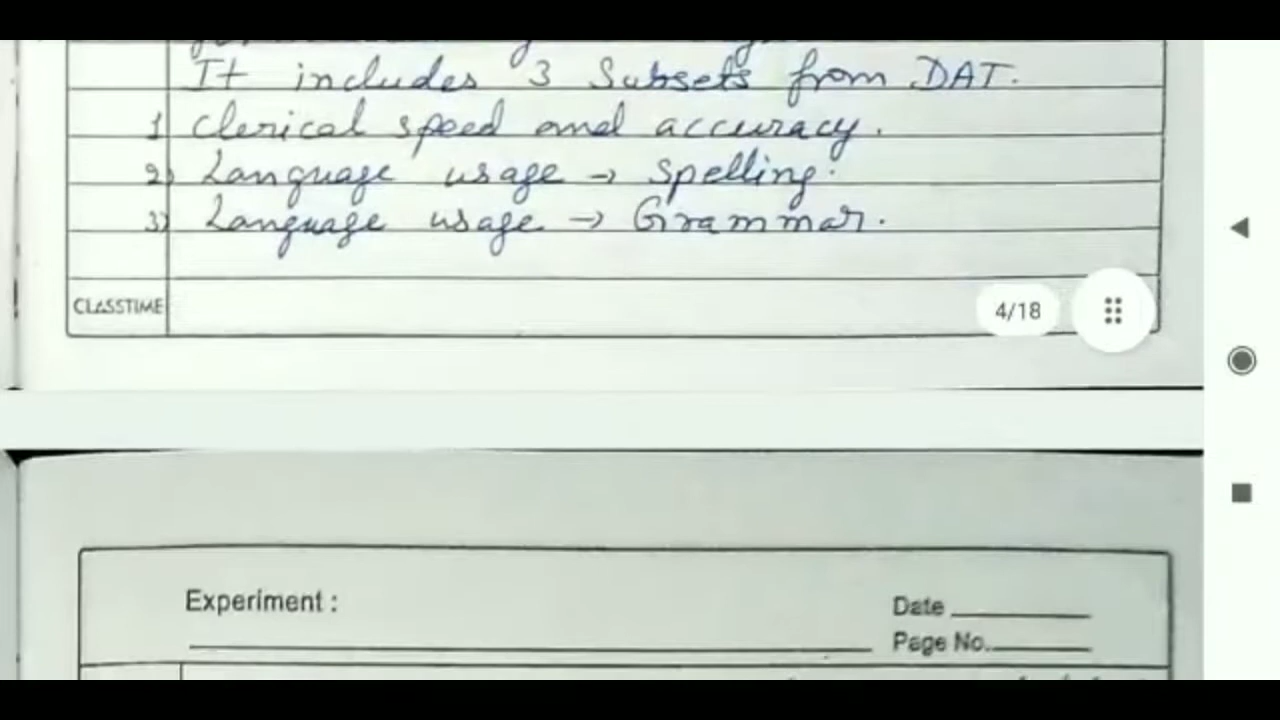 It includes 3 Subsets from DAT.
1 Clerical speed and accuracy.
2) Language usage → Spelling.
3) Language usage → Grammar.
CLASSTIME
4/18
Experiment :
Date
Page No.